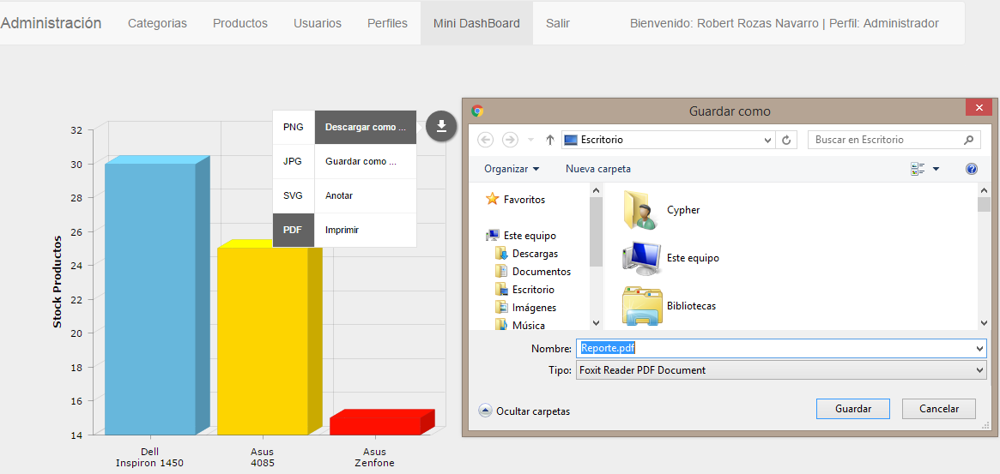 Administración Categorias Productos Usuarios Perfiles Mini DashBoard Salir Bienvenido: Robert Rozas Navarro | Perfil: Administrador
PNG Descargar como ...
JPG Guardar como ...
SVG Anotar
PDF Imprimir
Stock Productos
32
30
28
26
24
22
20
18
16
14
Dell
Inspiron 1450
Asus
4085
Asus
Zenfone
Guardar como
Escritorio
Buscar en Escritorio
Organizar Nueva carpeta
Favoritos
Este equipo
Descargas
Documentos
Escritorio
Imágenes
Música
Cypher
Este equipo
Bibliotecas
Nombre: Reporte.pdf
Tipo: Foxit Reader PDF Document
Ocultar carpetas Guardar Cancelar